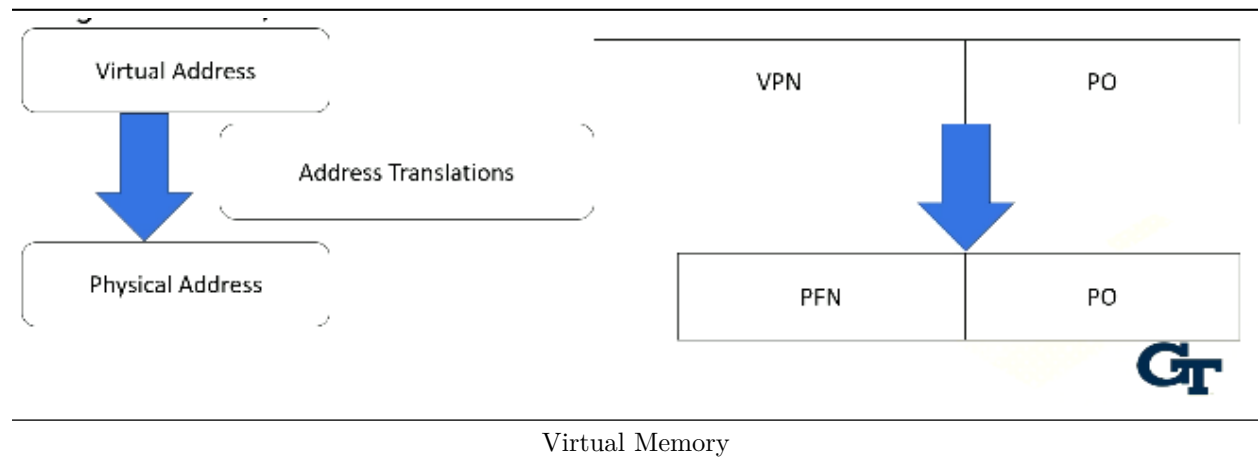 Virtual Address
VPN
PO
Address Translations
Physical Address
PFN
PO
GT
Virtual Memory